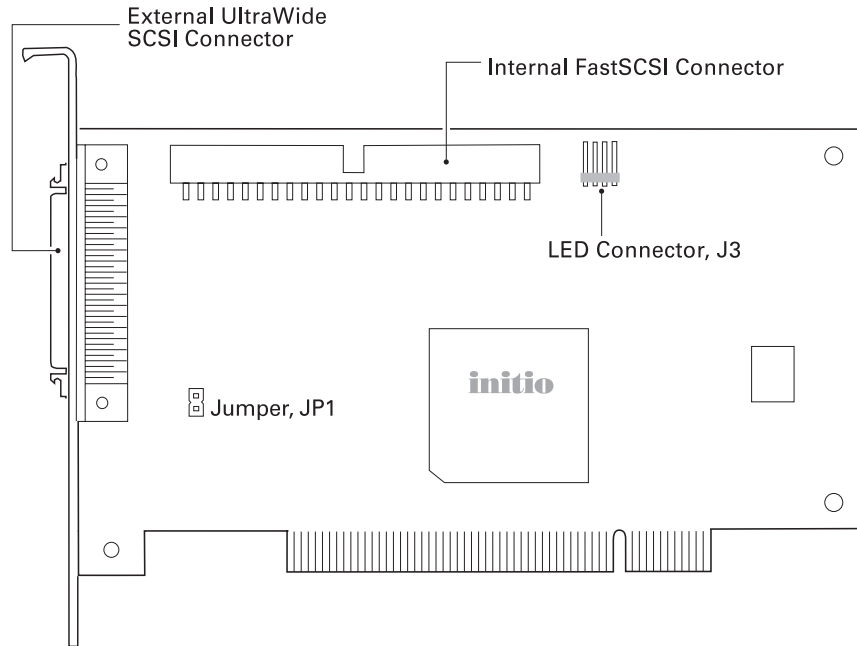 External UltraWide
SCSI Connector
Internal FastSCSI Connector
LED Connector, J3
initio
Jumper, JP1